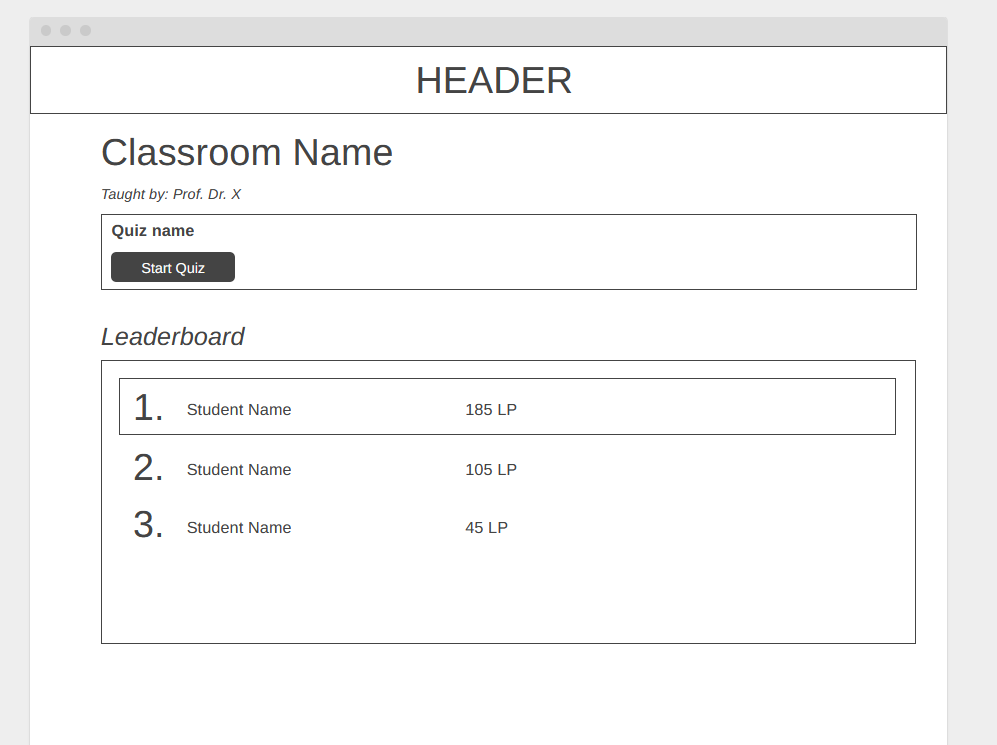 HEADER
Classroom Name
Taught by: Prof. Dr. X
Quiz name
Start Quiz
Leaderboard
1. Student Name 185 LP
2. Student Name 105 LP
3. Student Name 45 LP